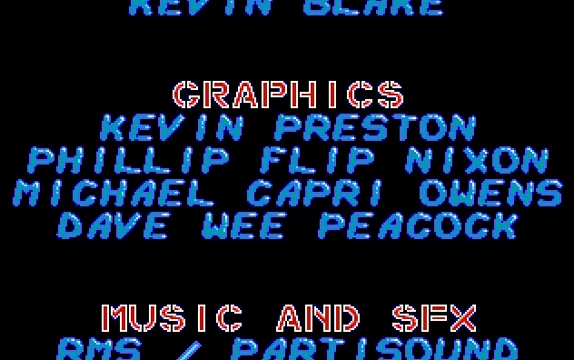 KEVIN BLAKE
GRAPHICS
KEVIN PRESTON
PHILLIP FLIP NIXON
MICHAEL CAPRI OWENS
DAVE WEE PEACOCK
MUSIC AND SFX
RMS / PARTISOUND